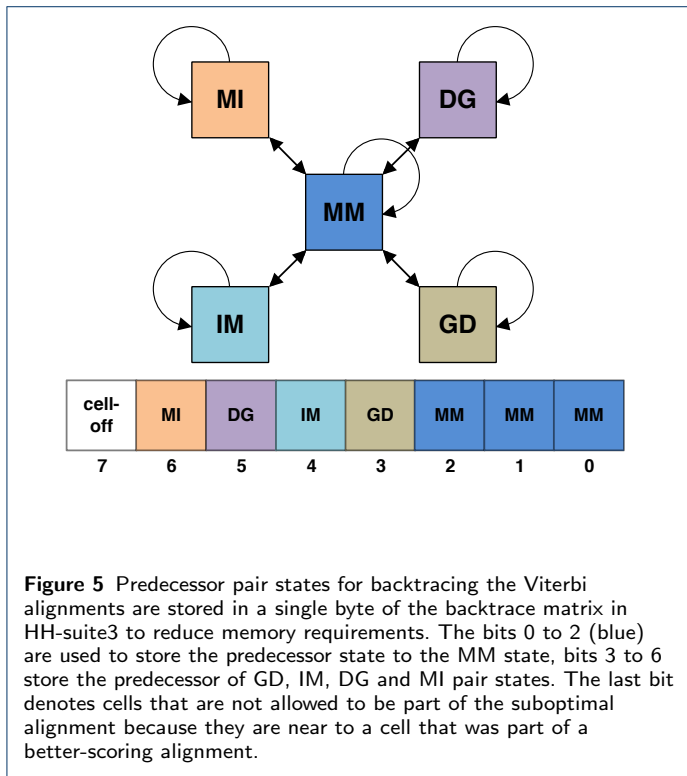 MI
DG
MM
IM
GD
cell-off MI DG IM GD MM MM MM
7 6 5 4 3 2 1 0
Figure 5 Predecessor pair states for backtracing the Viterbi
alignments are stored in a single byte of the backtrace matrix in
HH-suite3 to reduce memory requirements. The bits 0 to 2 (blue)
are used to store the predecessor state to the MM state, bits 3 to 6
store the predecessor of GD, IM, DG and MI pair states. The last bit
denotes cells that are not allowed to be part of the suboptimal
alignment because they are near to a cell that was part of a
better-scoring alignment.